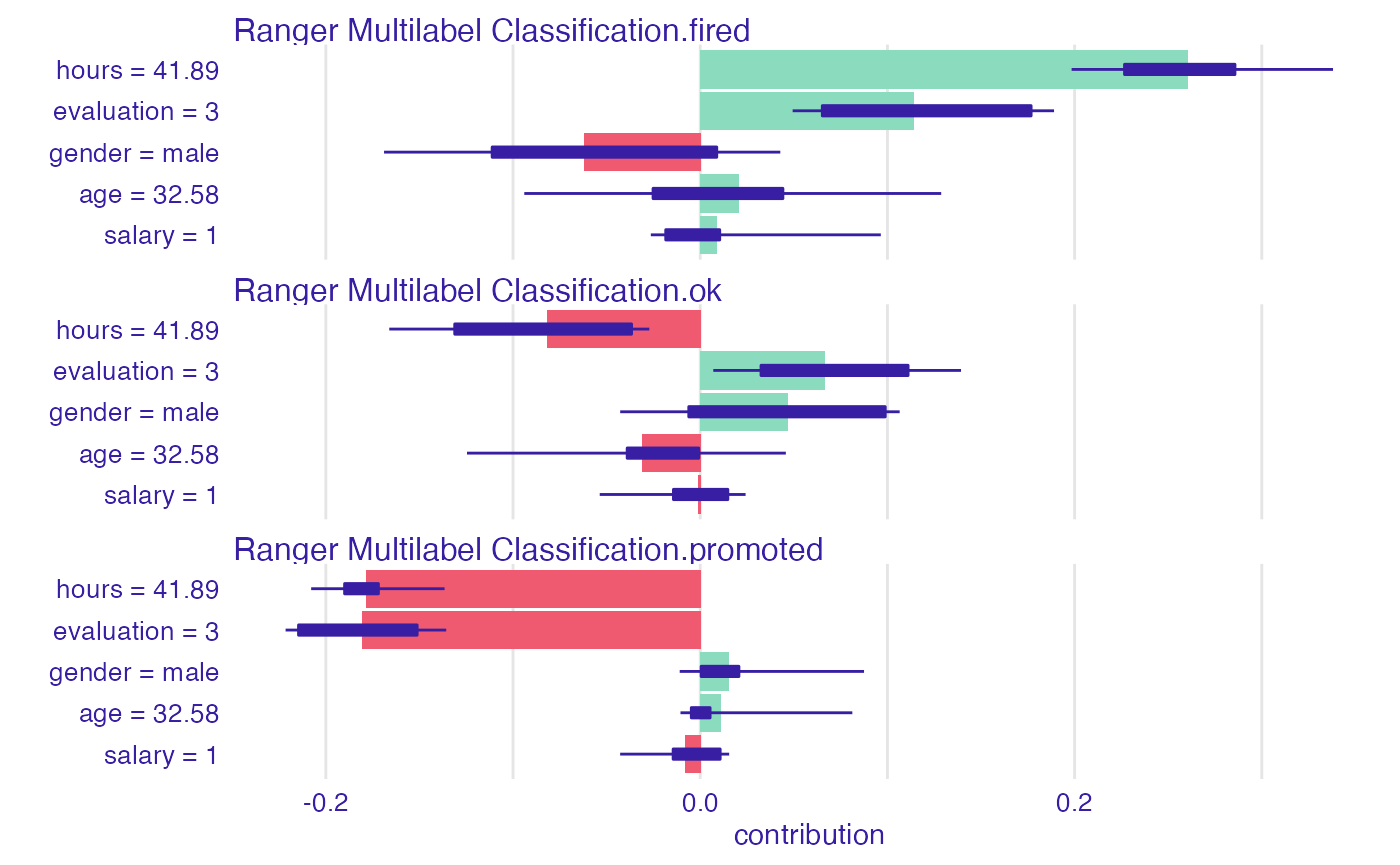 Ranger Multilabel Classification.fired
hours = 41.89
evaluation = 3
gender = male
age = 32.58
salary = 1
Ranger Multilabel Classification.ok
hours = 41.89
evaluation = 3
gender = male
age = 32.58
salary = 1
Ranger Multilabel Classification.promoted
hours = 41.89
evaluation = 3
gender = male
age = 32.58
salary = 1
-0.2 0.0 0.2
contribution